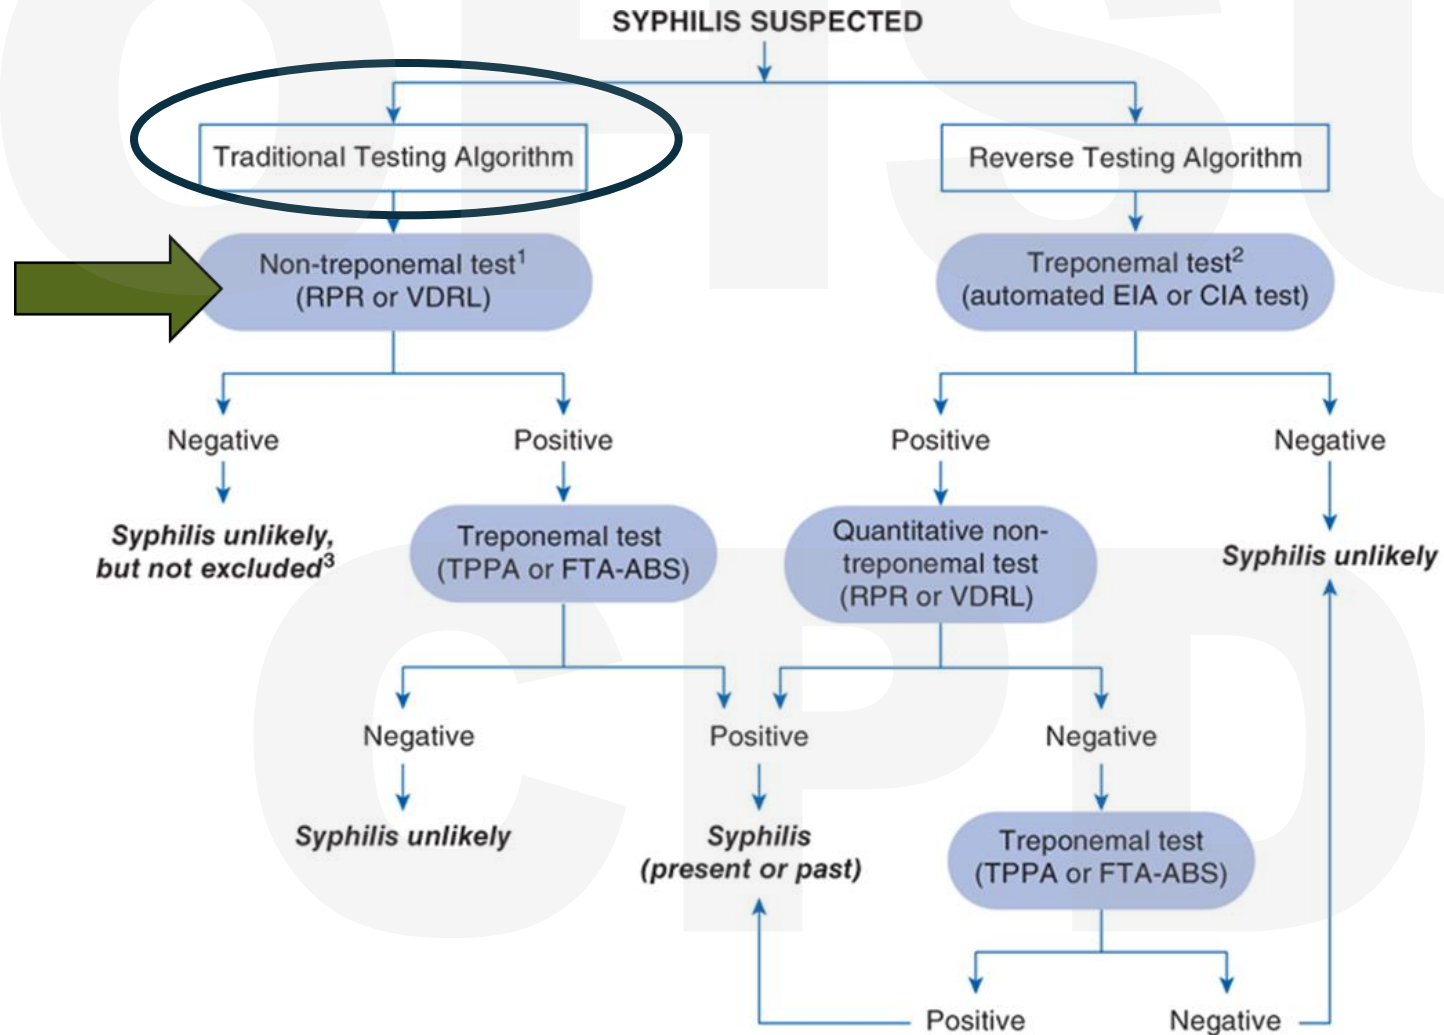 SYPHILIS SUSPECTED
Traditional Testing Algorithm
Reverse Testing Algorithm
Non-treponemal test¹
(RPR or VDRL)
Treponemal test²
(automated EIA or CIA test)
Negative
Positive
Positive
Negative
Syphilis unlikely,
but not excluded³
Treponemal test
(TPPA or FTA-ABS)
Quantitative non-
treponemal test
(RPR or VDRL)
Syphilis unlikely
Negative
Positive
Negative
Syphilis unlikely
Syphilis
(present or past)
Treponemal test
(TPPA or FTA-ABS)
Positive
Negative
OHSU
CPD